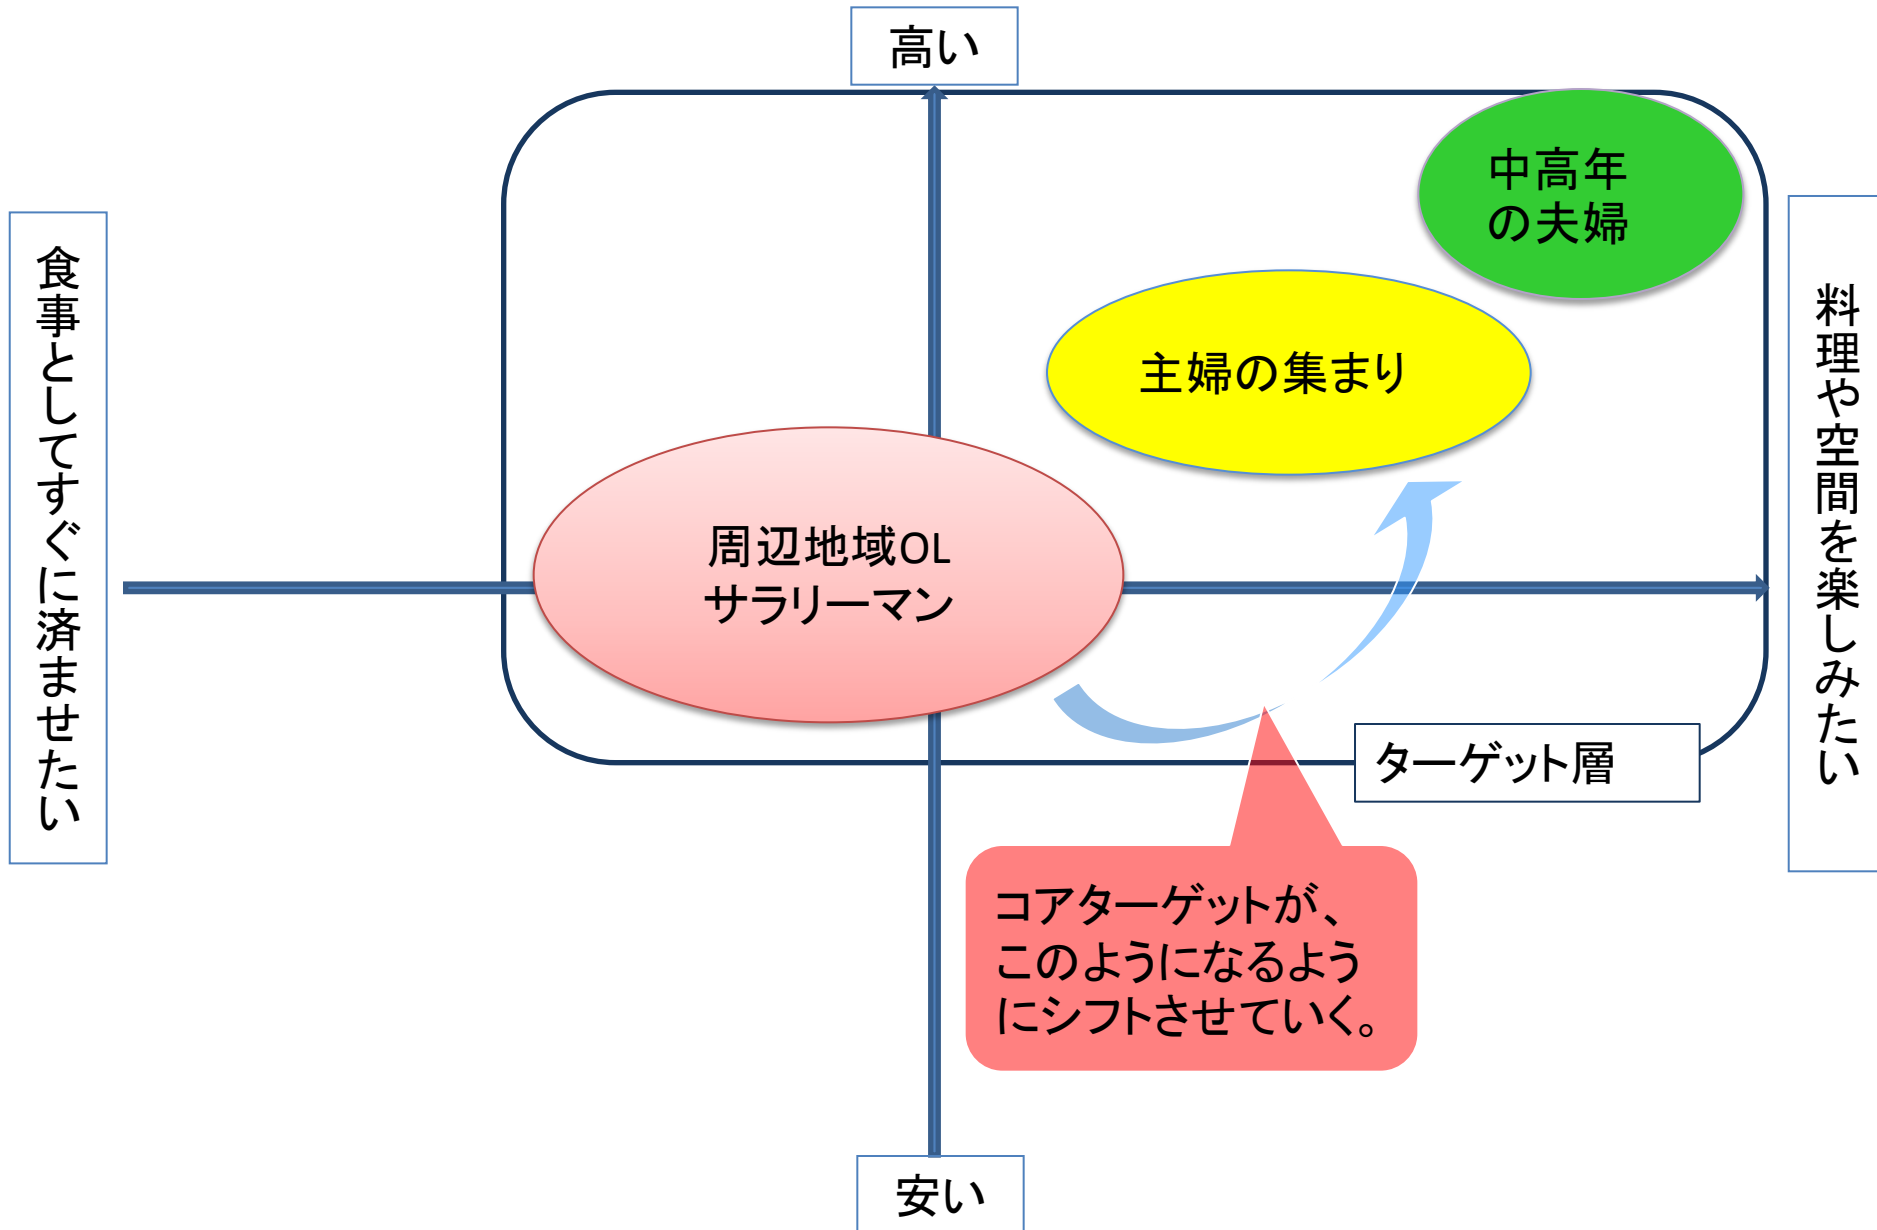 高い
食事としてすぐに済ませたい
中高年
の夫婦
主婦の集まり
料理や空間を楽しみたい
周辺地域OL
サラリーマン
ターゲット層
コアターゲットが、
このようになるよう
にシフトさせていく。
安い